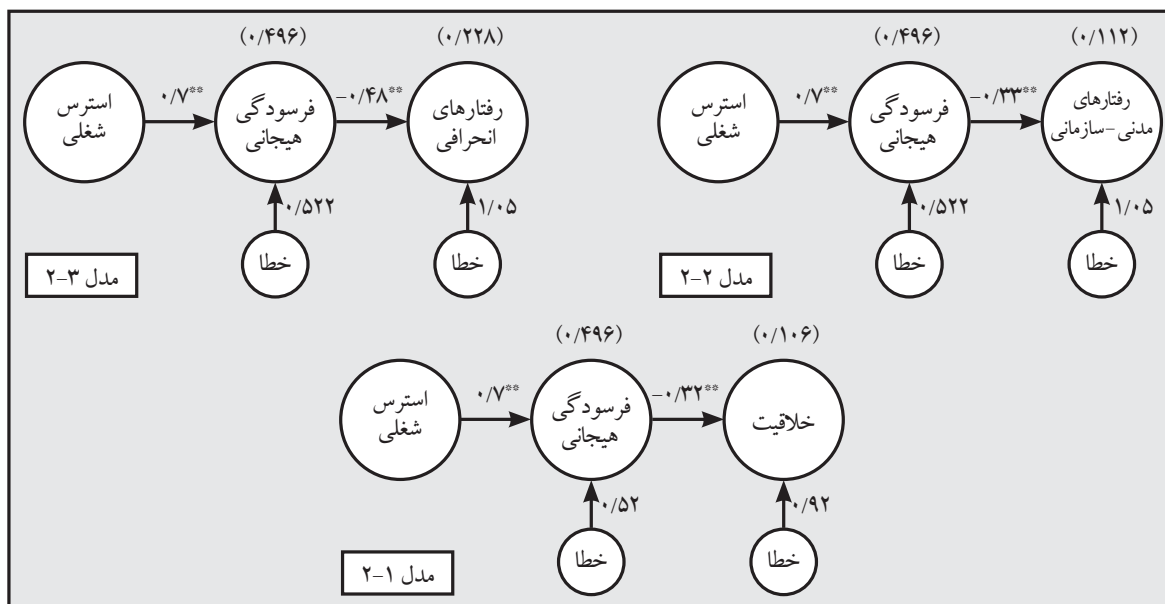 (۰/۴۹۶)
(۰/۲۲۸)
استرس
شغلی
۰/۷**
فرسودگی
هیجانی
−۰/۴۸**
رفتارهای
انحرافی
۰/۵۲۲
۱/۰۵
خطا
خطا
مدل ۳–۲
(۰/۴۹۶)
(۰/۱۱۲)
استرس
شغلی
۰/۷**
فرسودگی
هیجانی
−۰/۳۳**
رفتارهای
مدنی–سازمانی
۰/۵۲۲
۱/۰۵
خطا
خطا
مدل ۲–۲
(۰/۴۹۶)
(۰/۱۰۶)
استرس
شغلی
۰/۷**
فرسودگی
هیجانی
−۰/۳۲**
خلاقیت
۰/۵۲
۰/۹۲
خطا
خطا
مدل ۱–۲